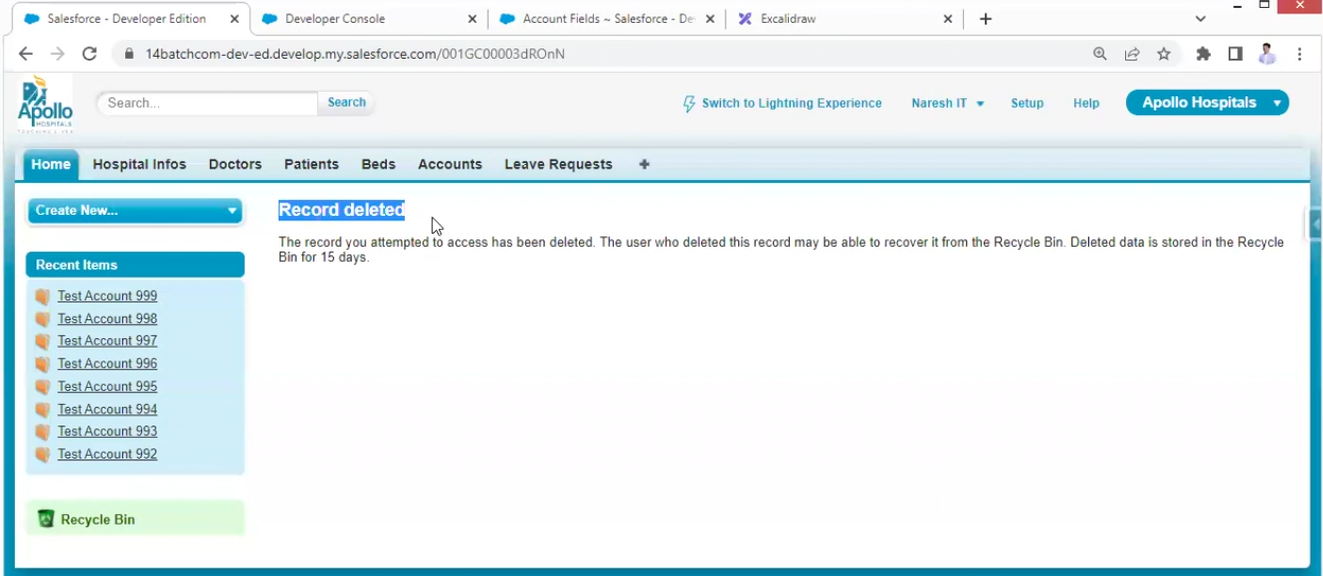 Salesforce - Developer Edition
Developer Console
Account Fields ~ Salesforce - De
Excalidraw
14batchcom-dev-ed.develop.my.salesforce.com/001GC00003dROnN
Apollo
HOSPITALS
Search...
Search
Switch to Lightning Experience
Naresh IT
Setup
Help
Apollo Hospitals
Home
Hospital Infos
Doctors
Patients
Beds
Accounts
Leave Requests
Create New...
Record deleted
The record you attempted to access has been deleted. The user who deleted this record may be able to recover it from the Recycle Bin. Deleted data is stored in the Recycle
Bin for 15 days.
Recent Items
Test Account 999
Test Account 998
Test Account 997
Test Account 996
Test Account 995
Test Account 994
Test Account 993
Test Account 992
Recycle Bin